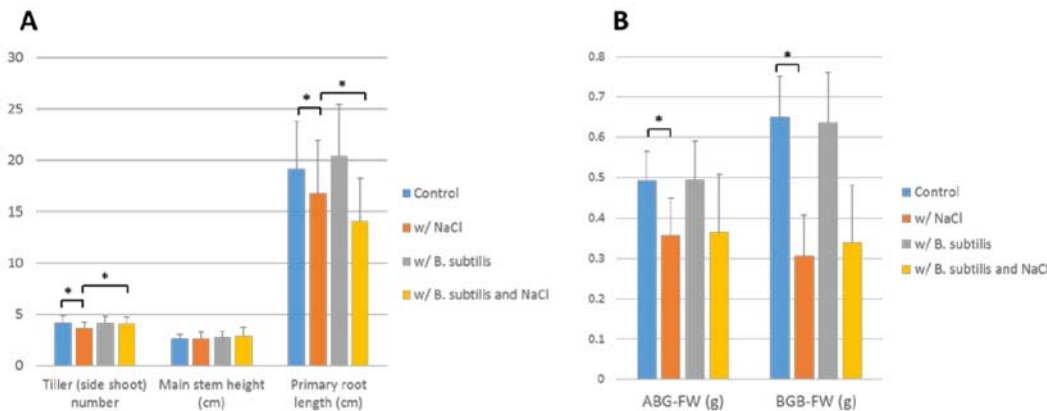 A
30
25
20
15
10
5
0
*
*
*
*
Tiller (side shoot)
number
Main stem height
(cm)
Primary root
length (cm)
Control
w/ NaCl
w/ B. subtilis
w/ B. subtilis and NaCl
B
0.8
0.7
0.6
0.5
0.4
0.3
0.2
0.1
0
*
*
ABG-FW (g)
BGB-FW (g)
Control
w/ NaCl
w/ B. subtilis
w/ B. subtilis and NaCl